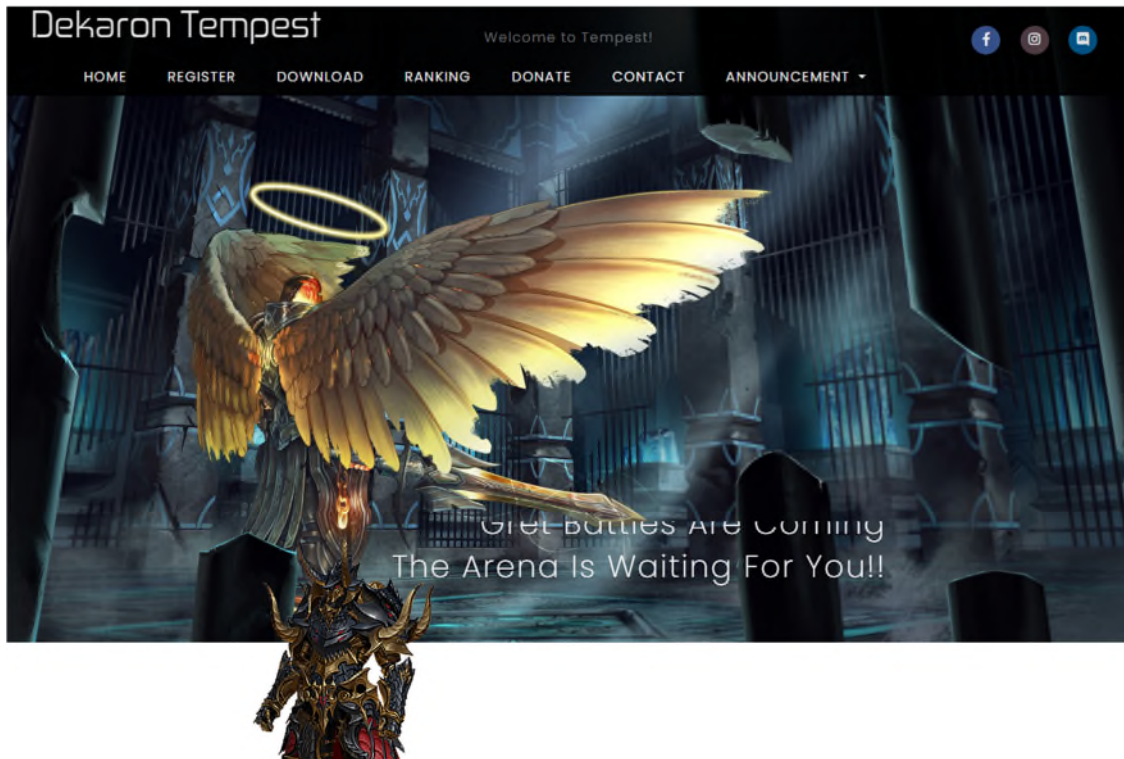 Dekaron Tempest
Welcome to Tempest!
HOME REGISTER DOWNLOAD RANKING DONATE CONTACT ANNOUNCEMENT
Gret Battles Are Coming
The Arena Is Waiting For You!!